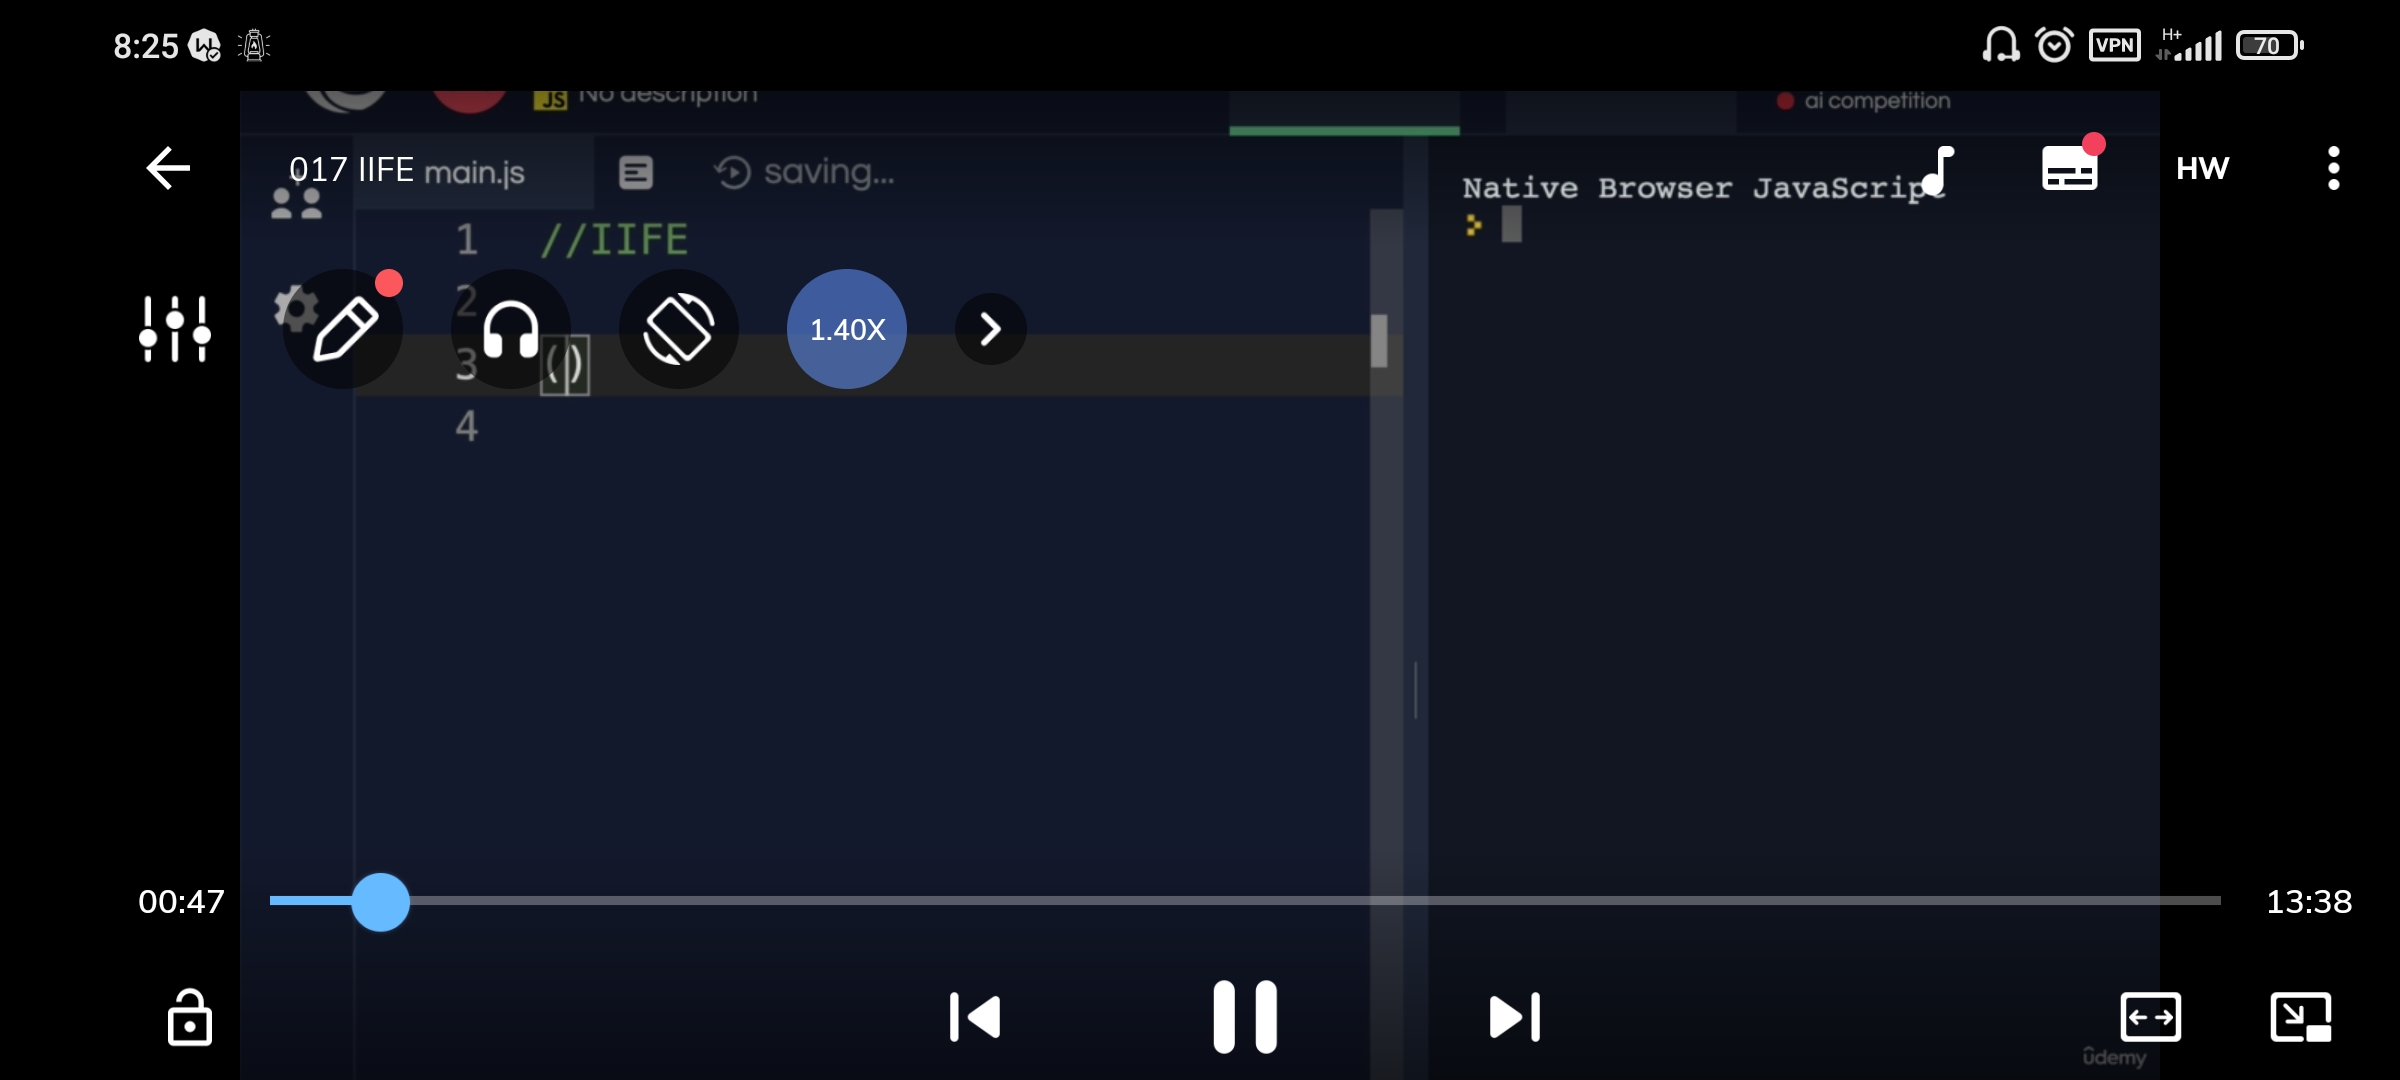 8:25 VPN H+ 70
JS No description
ai competition
017 IIFE main.js saving...
Native Browser JavaScript
HW
1 //IIFE
2
1.40X
3 ()
4
00:47 13:38
ûdemy